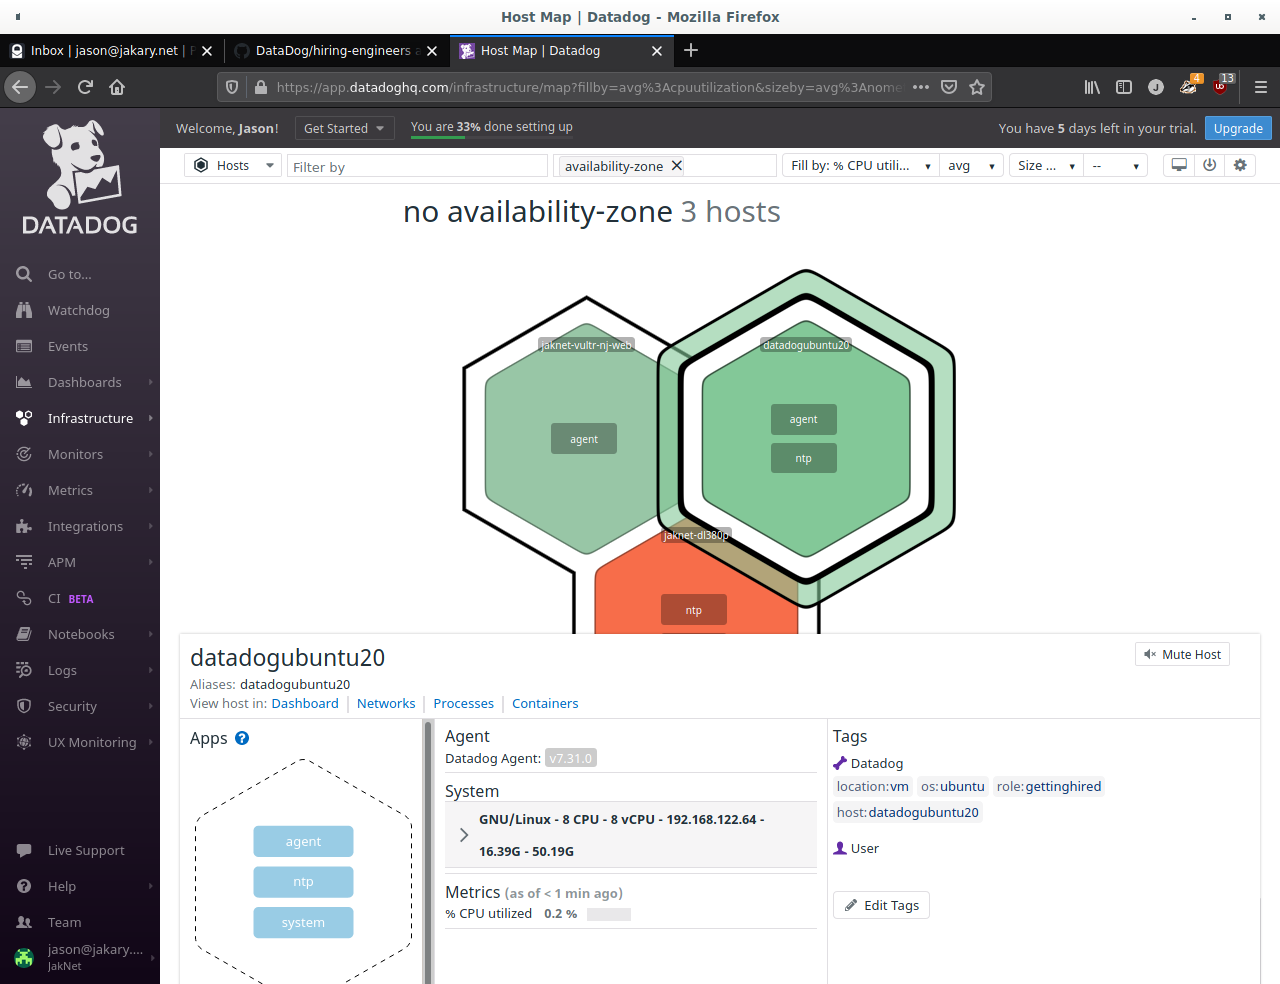 Host Map | Datadog - Mozilla Firefox
Inbox | jason@jakary.net |
DataDog/hiring-engineers
Host Map | Datadog
https://app.datadoghq.com/infrastructure/map?fillby=avg%3Acpuutilization&sizeby=avg%3Anome
J
4
13
Welcome, Jason!
Get Started
You are 33% done setting up
You have 5 days left in your trial.
Upgrade
DATADOG
Hosts
Filter by
availability-zone
Fill by: % CPU utili...
avg
Size ...
--
Go to...
Watchdog
Events
Dashboards
Infrastructure
Monitors
Metrics
Integrations
APM
CI BETA
Notebooks
Logs
Security
UX Monitoring
Live Support
Help
Team
jason@jakary....
JakNet
no availability-zone 3 hosts
jaknet-vultr-nj-web
agent
datadogubuntu20
agent
ntp
jaknet-dl380p
ntp
datadogubuntu20
Mute Host
Aliases: datadogubuntu20
View host in: Dashboard Networks Processes Containers
Apps
agent
ntp
system
Agent
Datadog Agent: v7.31.0
System
GNU/Linux - 8 CPU - 8 vCPU - 192.168.122.64 -
16.39G - 50.19G
Metrics (as of < 1 min ago)
% CPU utilized 0.2 %
Tags
Datadog
location:vm os:ubuntu role:gettinghired
host:datadogubuntu20
User
Edit Tags